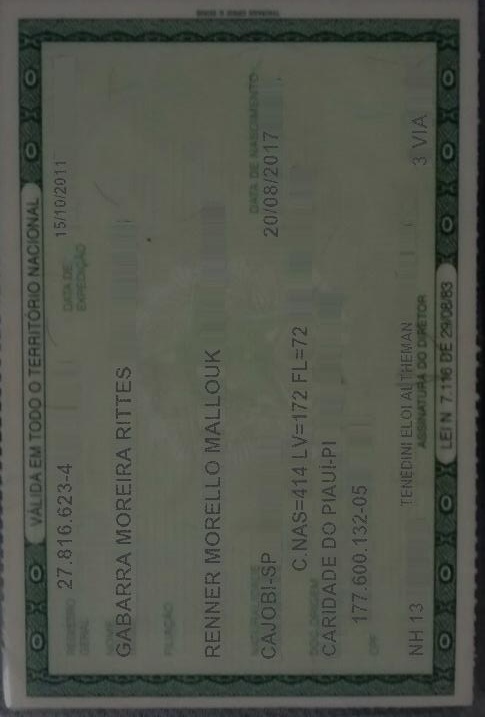 VÁLIDA EM TODO O TERRITÓRIO NACIONAL
REGISTRO GERAL 27.816.623-4 DATA DE EXPEDIÇÃO 15/10/2011
NOME
GABARRA MOREIRA RITTES
FILIAÇÃO
RENNER MORELLO MALLOUK
DATA DE NASCIMENTO
CAJOBI-SP 20/08/2017
DOC ORIGEM C.NAS=414 LV=172 FL=72
CARIDADE DO PIAUÍ-PI
CPF 177.600.132-05
NH 13 TENEDINI ELOI ALTHEMAN 3 VIA
ASSINATURA DO DIRETOR
LEI N 7.116 DE 29/08/83